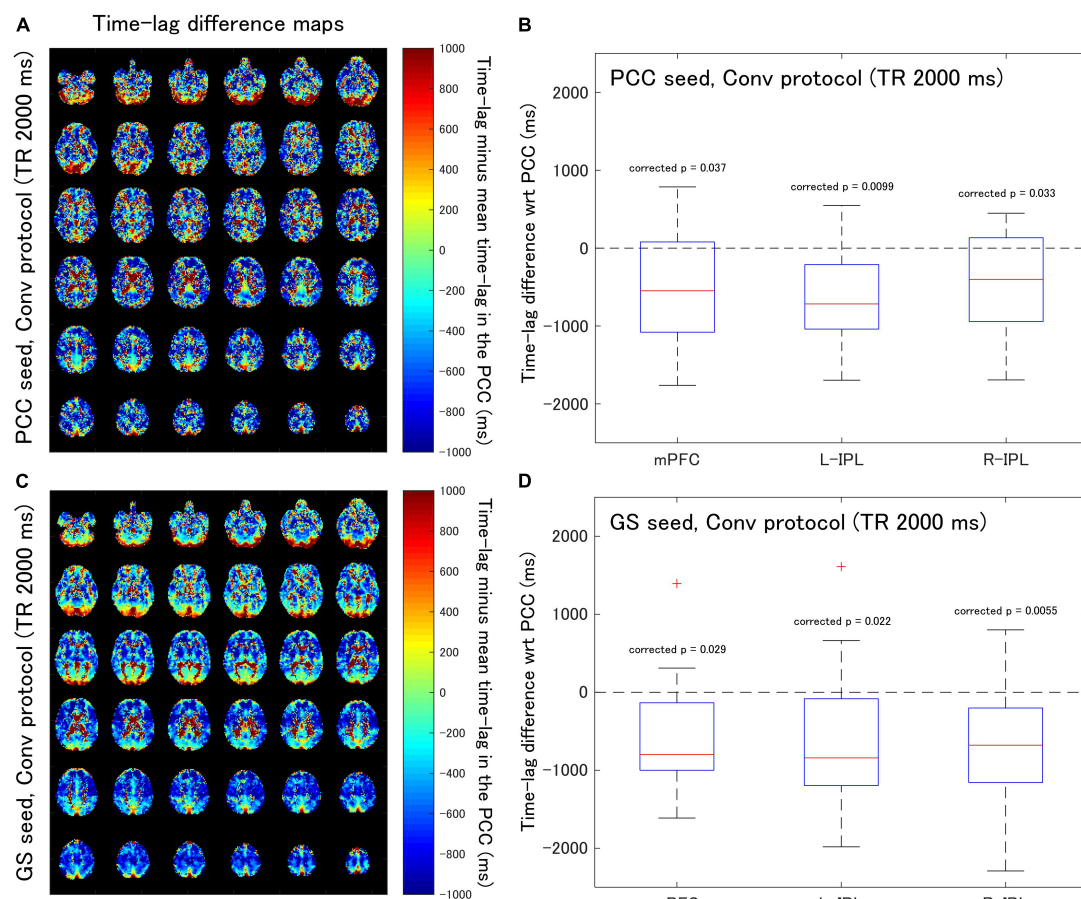 A
Time-lag difference maps
PCC seed, Conv protocol (TR 2000 ms)
1000
800
600
400
200
0
-200
-400
-600
-800
-1000
Time-lag minus mean time-lag in the PCC (ms)
B
PCC seed, Conv protocol (TR 2000 ms)
Time-lag difference wrt PCC (ms)
2000
1000
0
-1000
-2000
corrected p = 0.037
corrected p = 0.0099
corrected p = 0.033
mPFC
L-IPL
R-IPL
C
GS seed, Conv protocol (TR 2000 ms)
1000
800
600
400
200
0
-200
-400
-600
-800
-1000
Time-lag minus mean time-lag in the PCC (ms)
D
GS seed, Conv protocol (TR 2000 ms)
Time-lag difference wrt PCC (ms)
2000
1000
0
-1000
-2000
corrected p = 0.029
corrected p = 0.022
corrected p = 0.0055